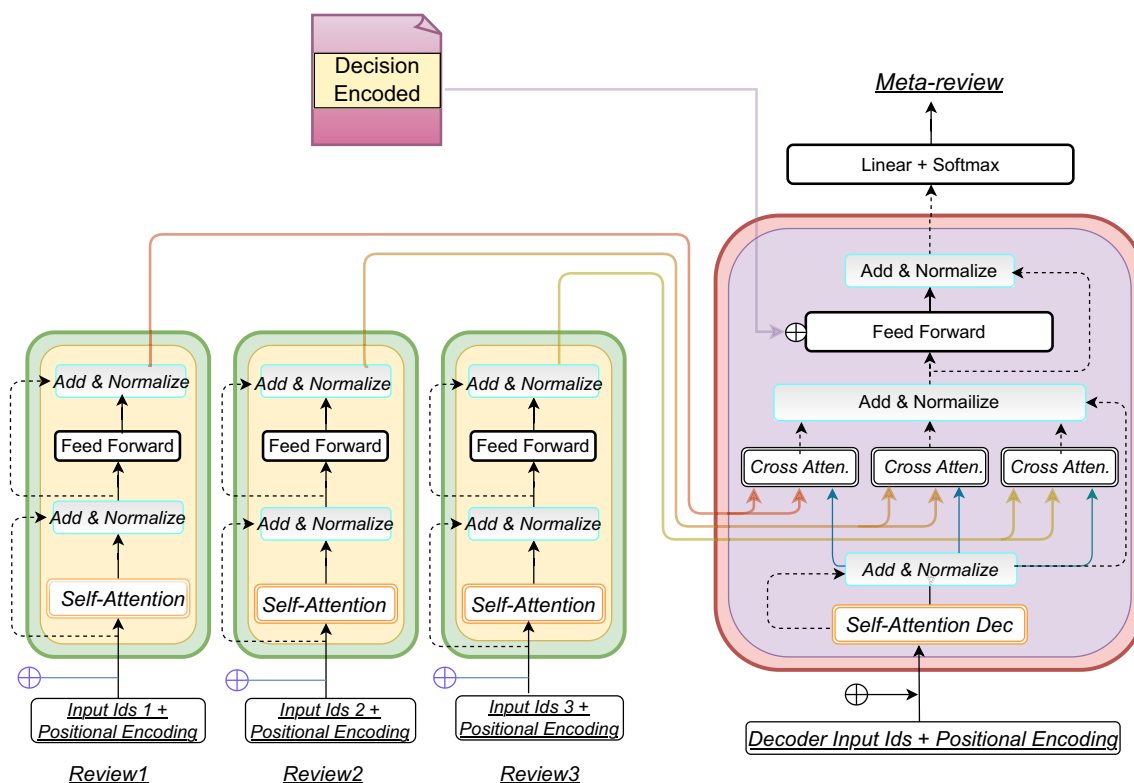 Decision
Encoded
Meta-review
Linear + Softmax
Add & Normalize
Feed Forward
Add & Normailize
Cross Atten.
Cross Atten.
Cross Atten.
Add & Normalize
Self-Attention Dec
Decoder Input Ids + Positional Encoding
Add & Normalize
Feed Forward
Add & Normalize
Self-Attention
Input Ids 1 +
Positional Encoding
Review1
Add & Normalize
Feed Forward
Add & Normalize
Self-Attention
Input Ids 2 +
Positional Encoding
Review2
Add & Normalize
Feed Forward
Add & Normalize
Self-Attention
Input Ids 3 +
Positional Encoding
Review3